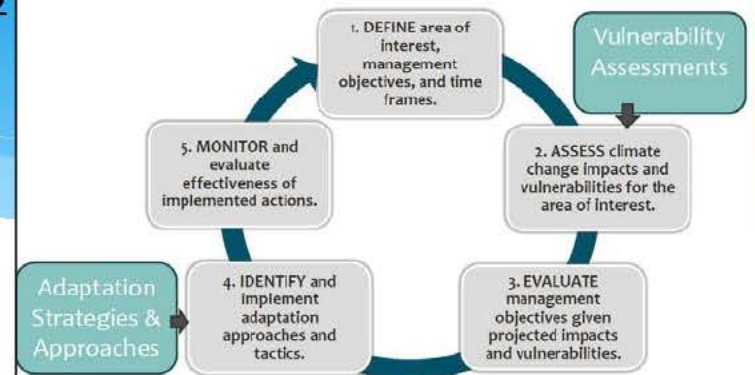 1. DEFINE area of
interest,
management
objectives, and time
frames.
Vulnerability
Assessments
2. ASSESS climate
change impacts and
vulnerabilities for the
area of interest.
3. EVALUATE
management
objectives given
projected impacts
and vulnerabilities.
4. IDENTIFY and
implement
adaptation
approaches and
tactics.
Adaptation
Strategies &
Approaches
5. MONITOR and
evaluate
effectiveness of
implemented actions.